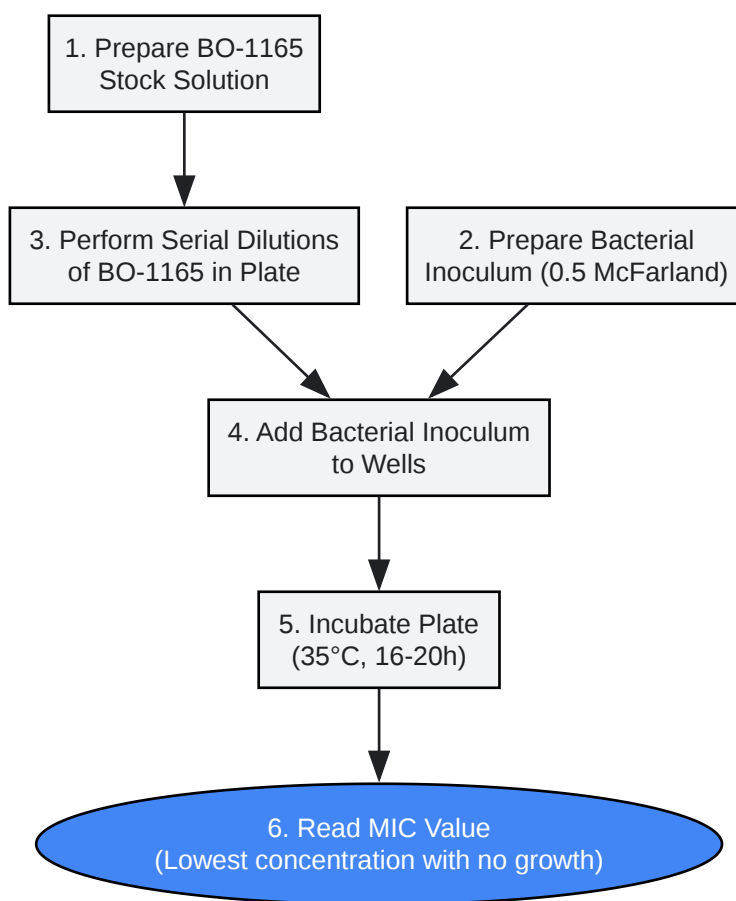 1. Prepare BO-1165
Stock Solution
3. Perform Serial Dilutions
of BO-1165 in Plate
2. Prepare Bacterial
Inoculum (0.5 McFarland)
4. Add Bacterial Inoculum
to Wells
5. Incubate Plate
(35°C, 16-20h)
6. Read MIC Value
(Lowest concentration with no growth)